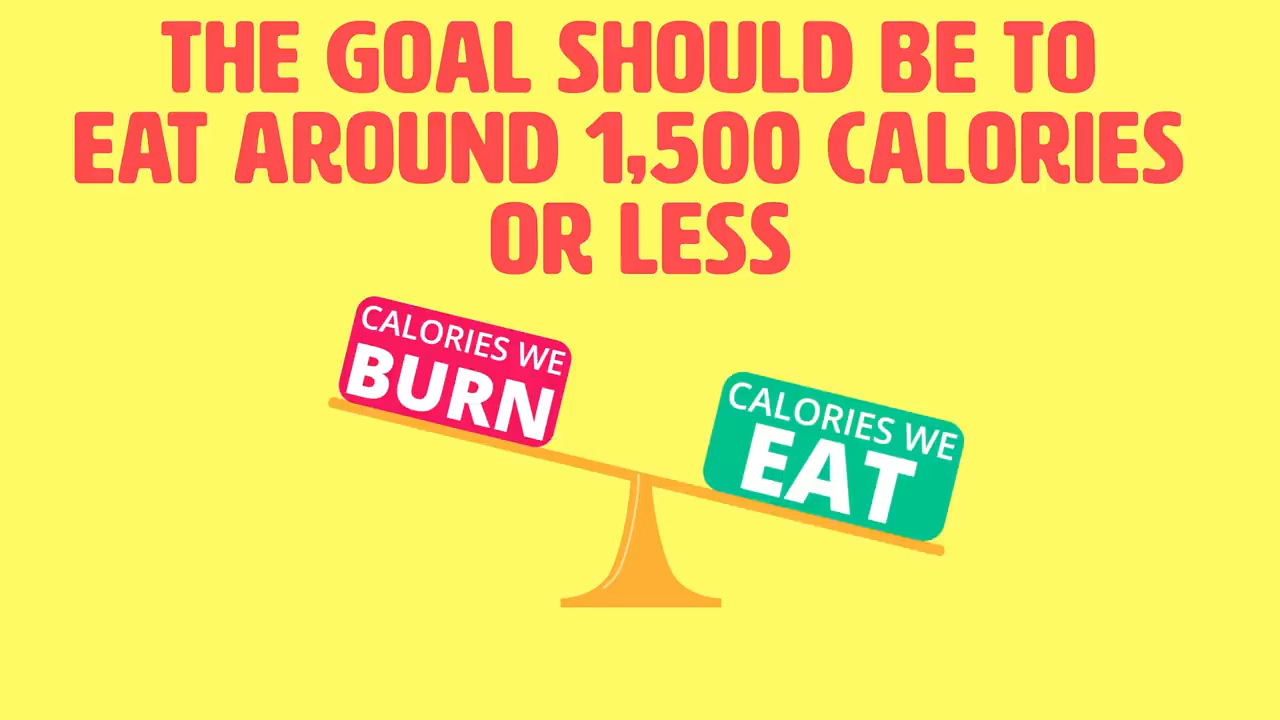 THE GOAL SHOULD BE TO
EAT AROUND 1,500 CALORIES
OR LESS
CALORIES WE
BURN
CALORIES WE
EAT